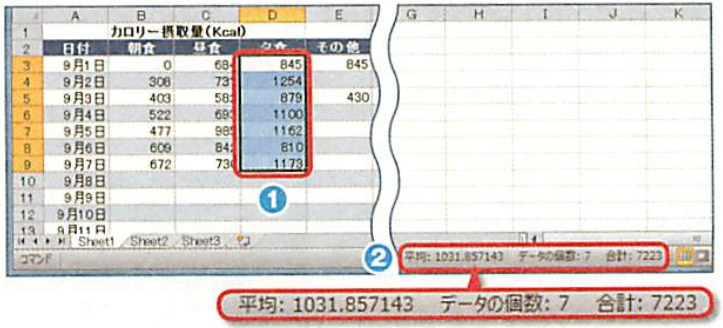 A B C D E G H I J K
1 カロリー摂取量(Kcal)
2 日付 朝食 昼食 夕食 その他
3 9月1日 0 684 845 845
4 9月2日 308 731 1254
5 9月3日 403 582 879 430
6 9月4日 522 693 1100
7 9月5日 477 985 1162
8 9月6日 609 842 810
9 9月7日 672 730 1173
10 9月8日
11 9月9日
12 9月10日
13 9月11日
1
Sheet1 Sheet2 Sheet3
コマンド
2
平均: 1031.857143 データの個数: 7 合計: 7223
平均: 1031.857143 データの個数: 7 合計: 7223